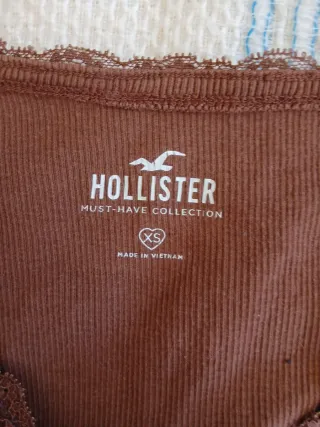 HOLLISTER
MUST-HAVE COLLECTION
XS
MADE IN VIETNAM